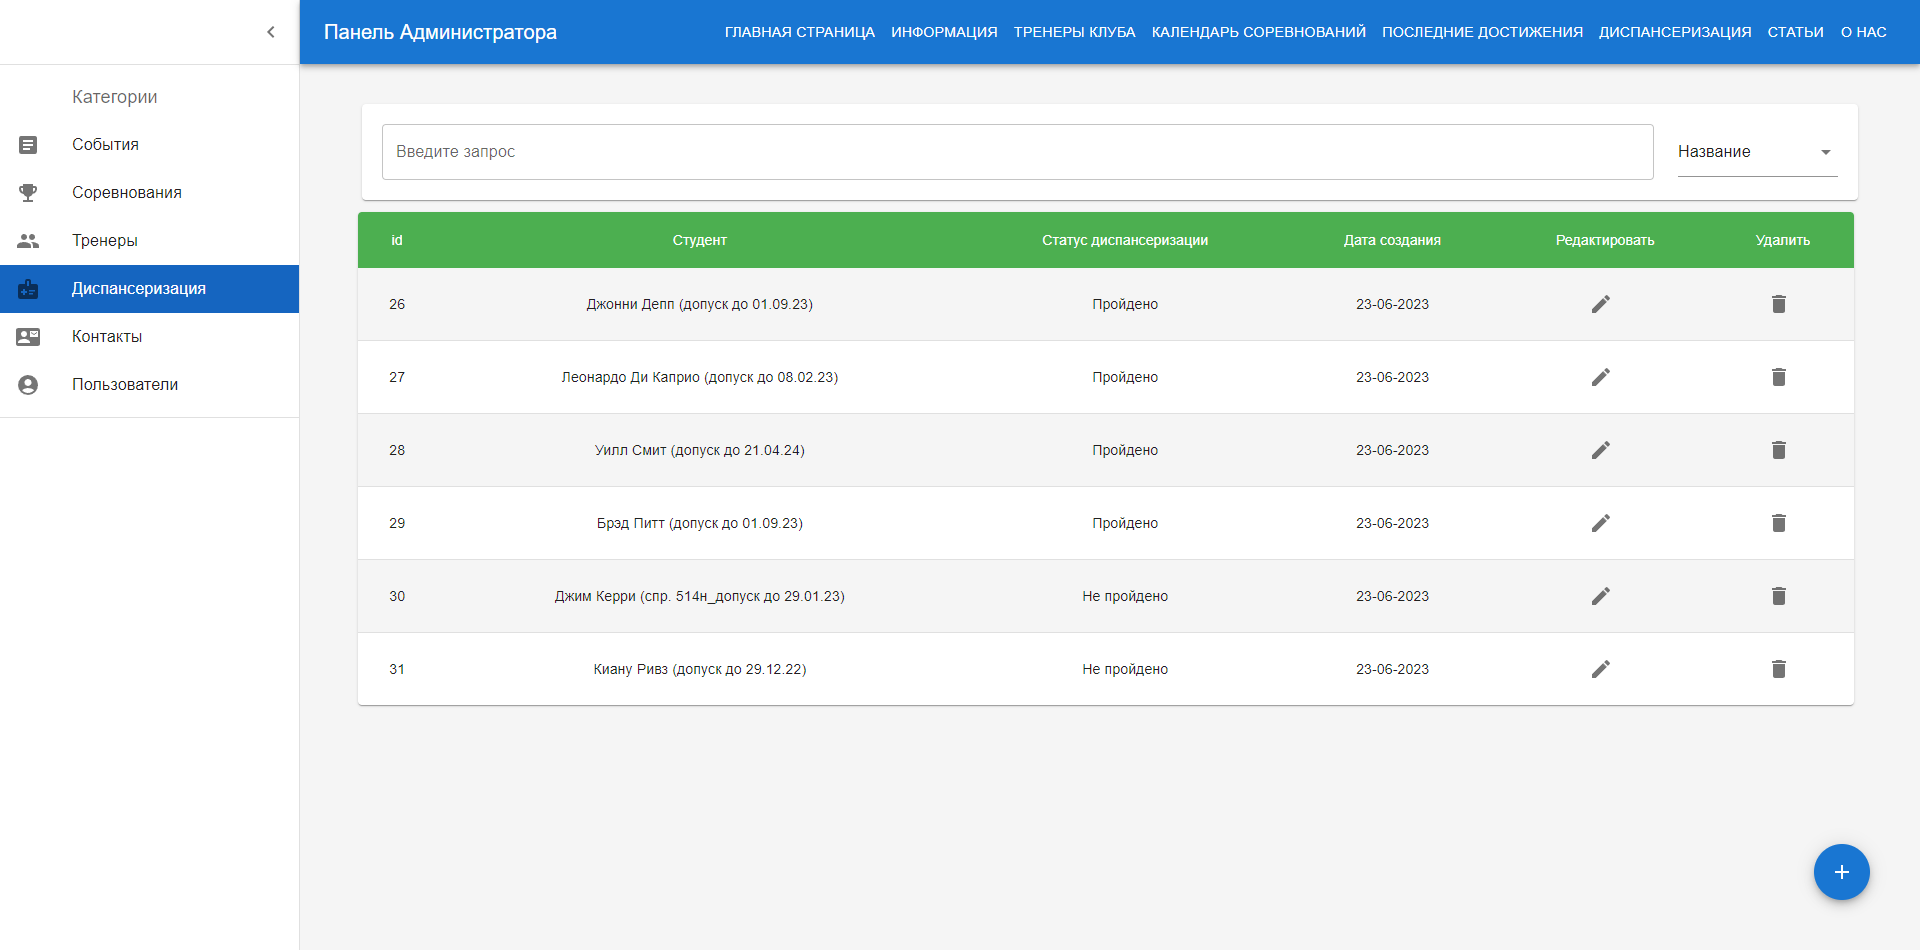 Панель Администратора
ГЛАВНАЯ СТРАНИЦА ИНФОРМАЦИЯ ТРЕНЕРЫ КЛУБА КАЛЕНДАРЬ СОРЕВНОВАНИЙ ПОСЛЕДНИЕ ДОСТИЖЕНИЯ ДИСПАНСЕРИЗАЦИЯ СТАТЬИ О НАС
Категории
События
Соревнования
Тренеры
Диспансеризация
Контакты
Пользователи
Введите запрос
Название
id Студент Статус диспансеризации Дата создания Редактировать Удалить
26 Джонни Депп (допуск до 01.09.23) Пройдено 23-06-2023
27 Леонардо Ди Каприо (допуск до 08.02.23) Пройдено 23-06-2023
28 Уилл Смит (допуск до 21.04.24) Пройдено 23-06-2023
29 Брэд Питт (допуск до 01.09.23) Пройдено 23-06-2023
30 Джим Керри (спр. 514н_допуск до 29.01.23) Не пройдено 23-06-2023
31 Киану Ривз (допуск до 29.12.22) Не пройдено 23-06-2023